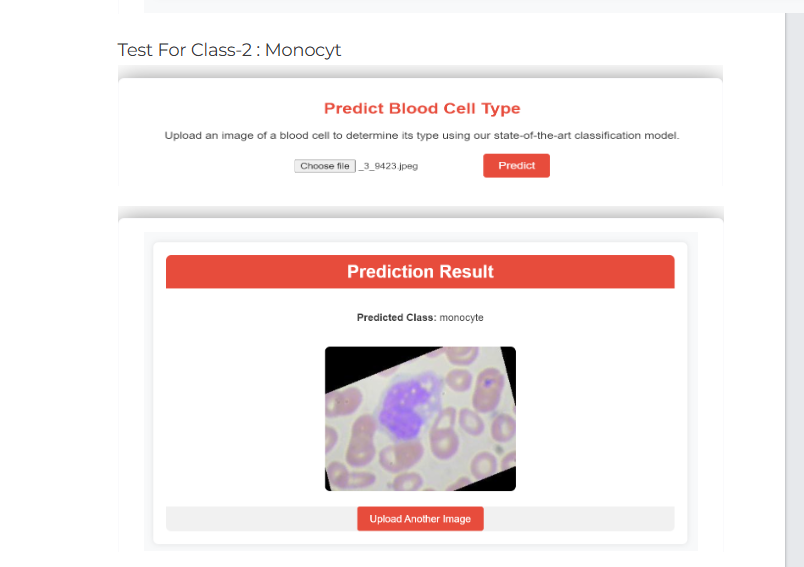 Test For Class-2 : Monocyt
Predict Blood Cell Type
Upload an image of a blood cell to determine its type using our state-of-the-art classification model.
Choose file _3_9423.jpeg Predict
Prediction Result
Predicted Class: monocyte
Upload Another Image